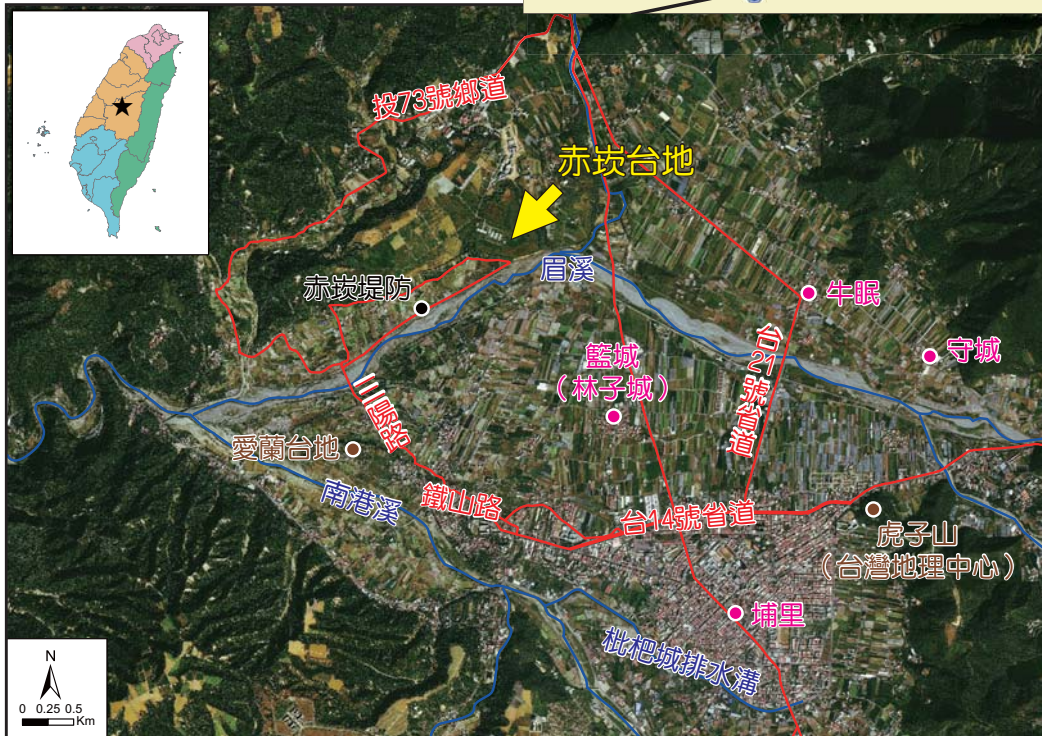 投73號鄉道
赤崁台地
眉溪
赤崁堤防
牛眠
守城
籃城
（林子城）
台21號省道
三陽路
愛蘭台地
南港溪
鐵山路
台14號省道
虎子山
（台灣地理中心）
埔里
枇杷城排水溝
N
0 0.25 0.5
Km